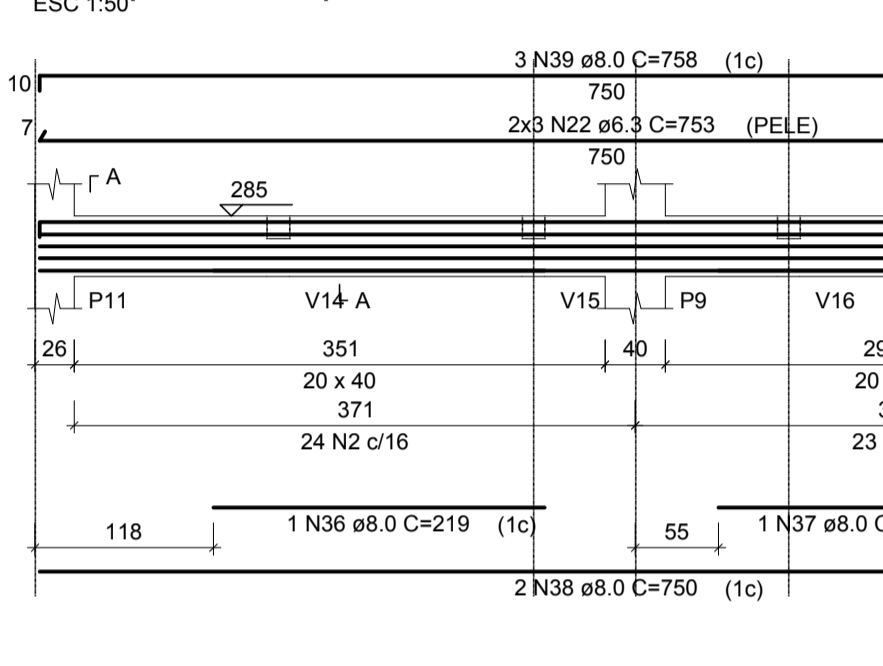 ESC 1:50
3 N39 ø8.0 C=758 (1c)
10
750
7
2x3 N22 ø6.3 C=753 (PELE)
750
A
285
P11 V14 A V15 P9 V16
26 351 40 29
20 x 40 20
371
24 N2 c/16 23
118 1 N36 ø8.0 C=219 (1c) 55 1 N37 ø8.0
2 N38 ø8.0 C=750 (1c)